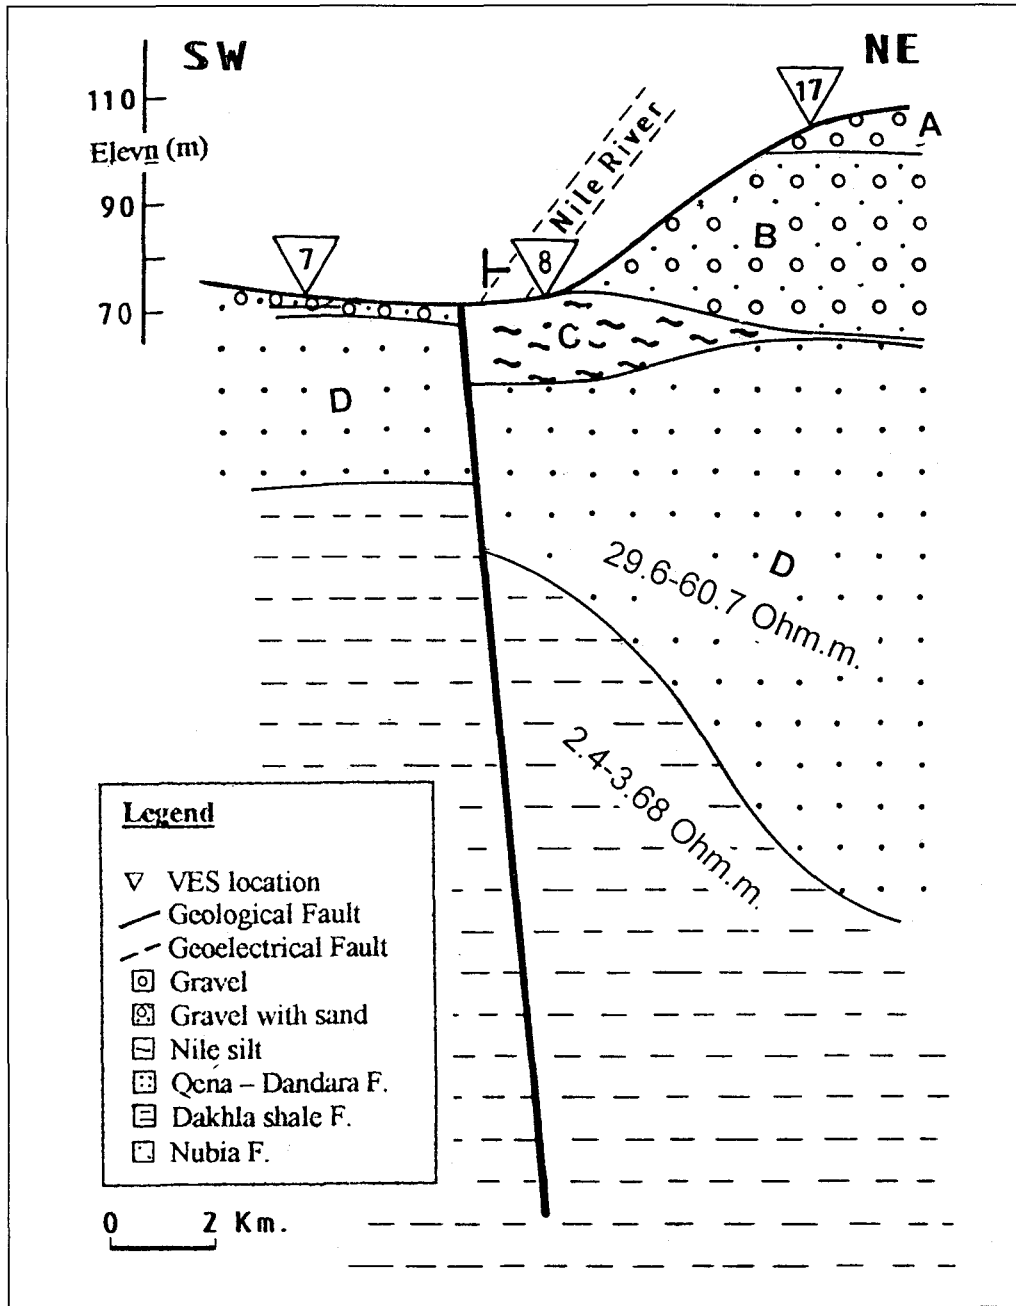 SW
NE
110
Elevn (m)
90
70
Nile River
7
8
17
A
B
C
D
D
29.6-60.7 Ohm.m.
2.4-3.68 Ohm.m.
Legend
VES location
Geological Fault
Geoelectrical Fault
Gravel
Gravel with sand
Nile silt
Qena – Dandara F.
Dakhla shale F.
Nubia F.
0 2 Km.